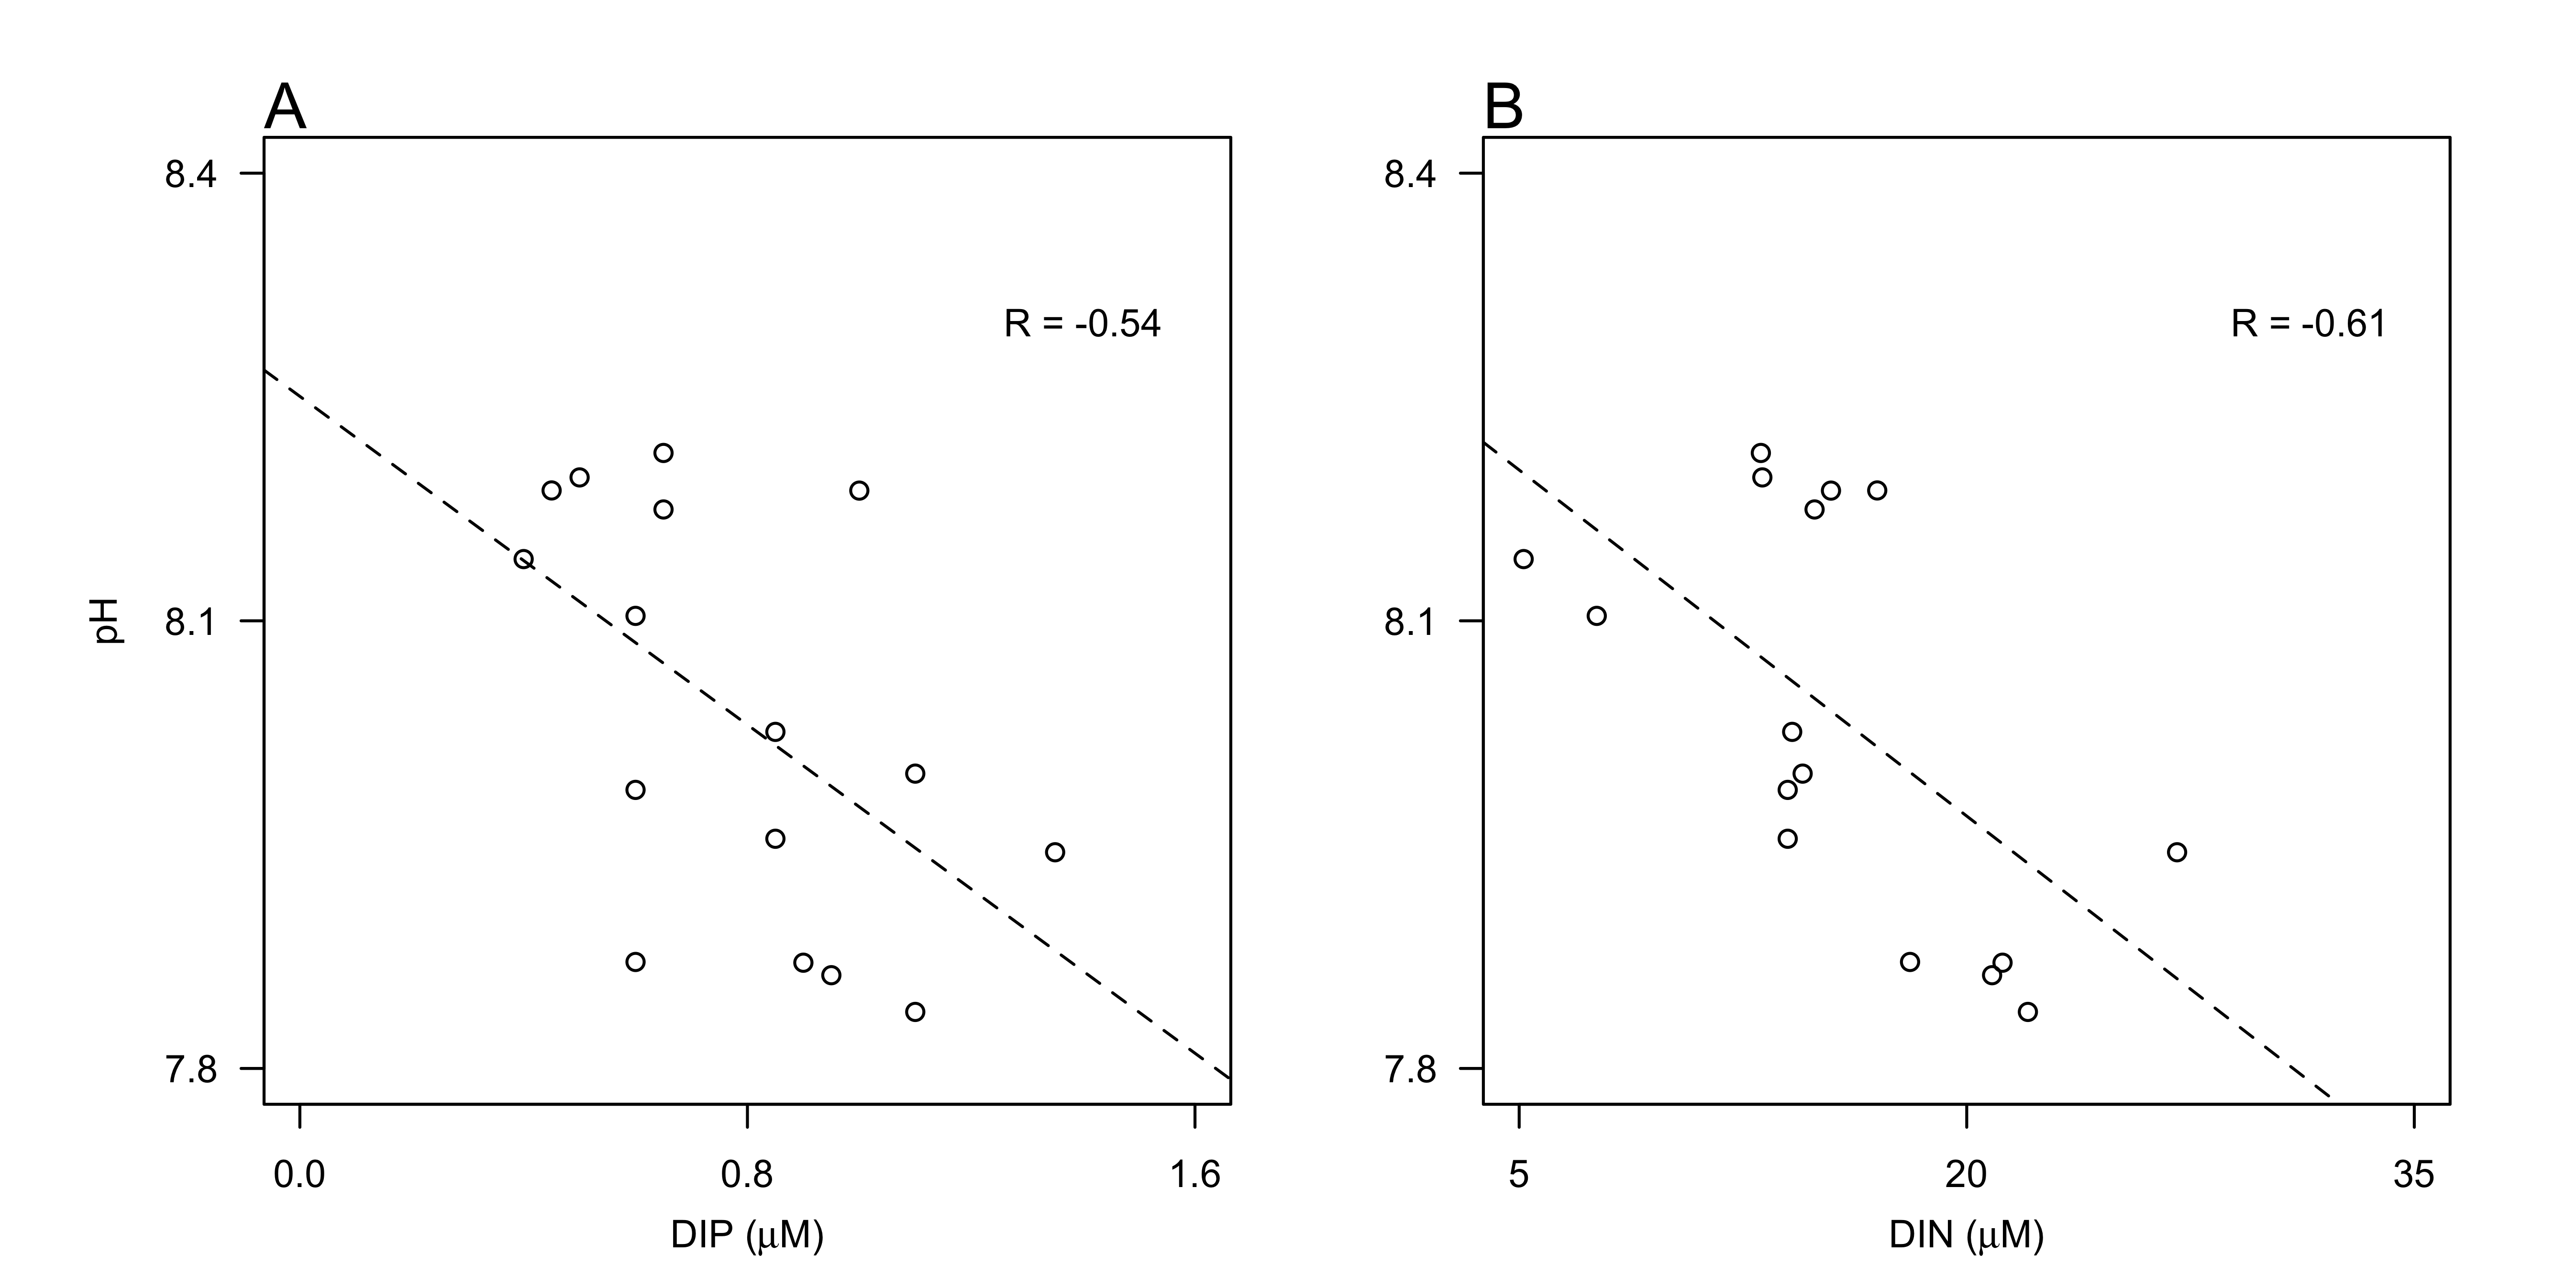 A
8.4
R = -0.54
pH
8.1
7.8
0.0 0.8 1.6
DIP (μM)
B
8.4
R = -0.61
8.1
7.8
5 20 35
DIN (μM)